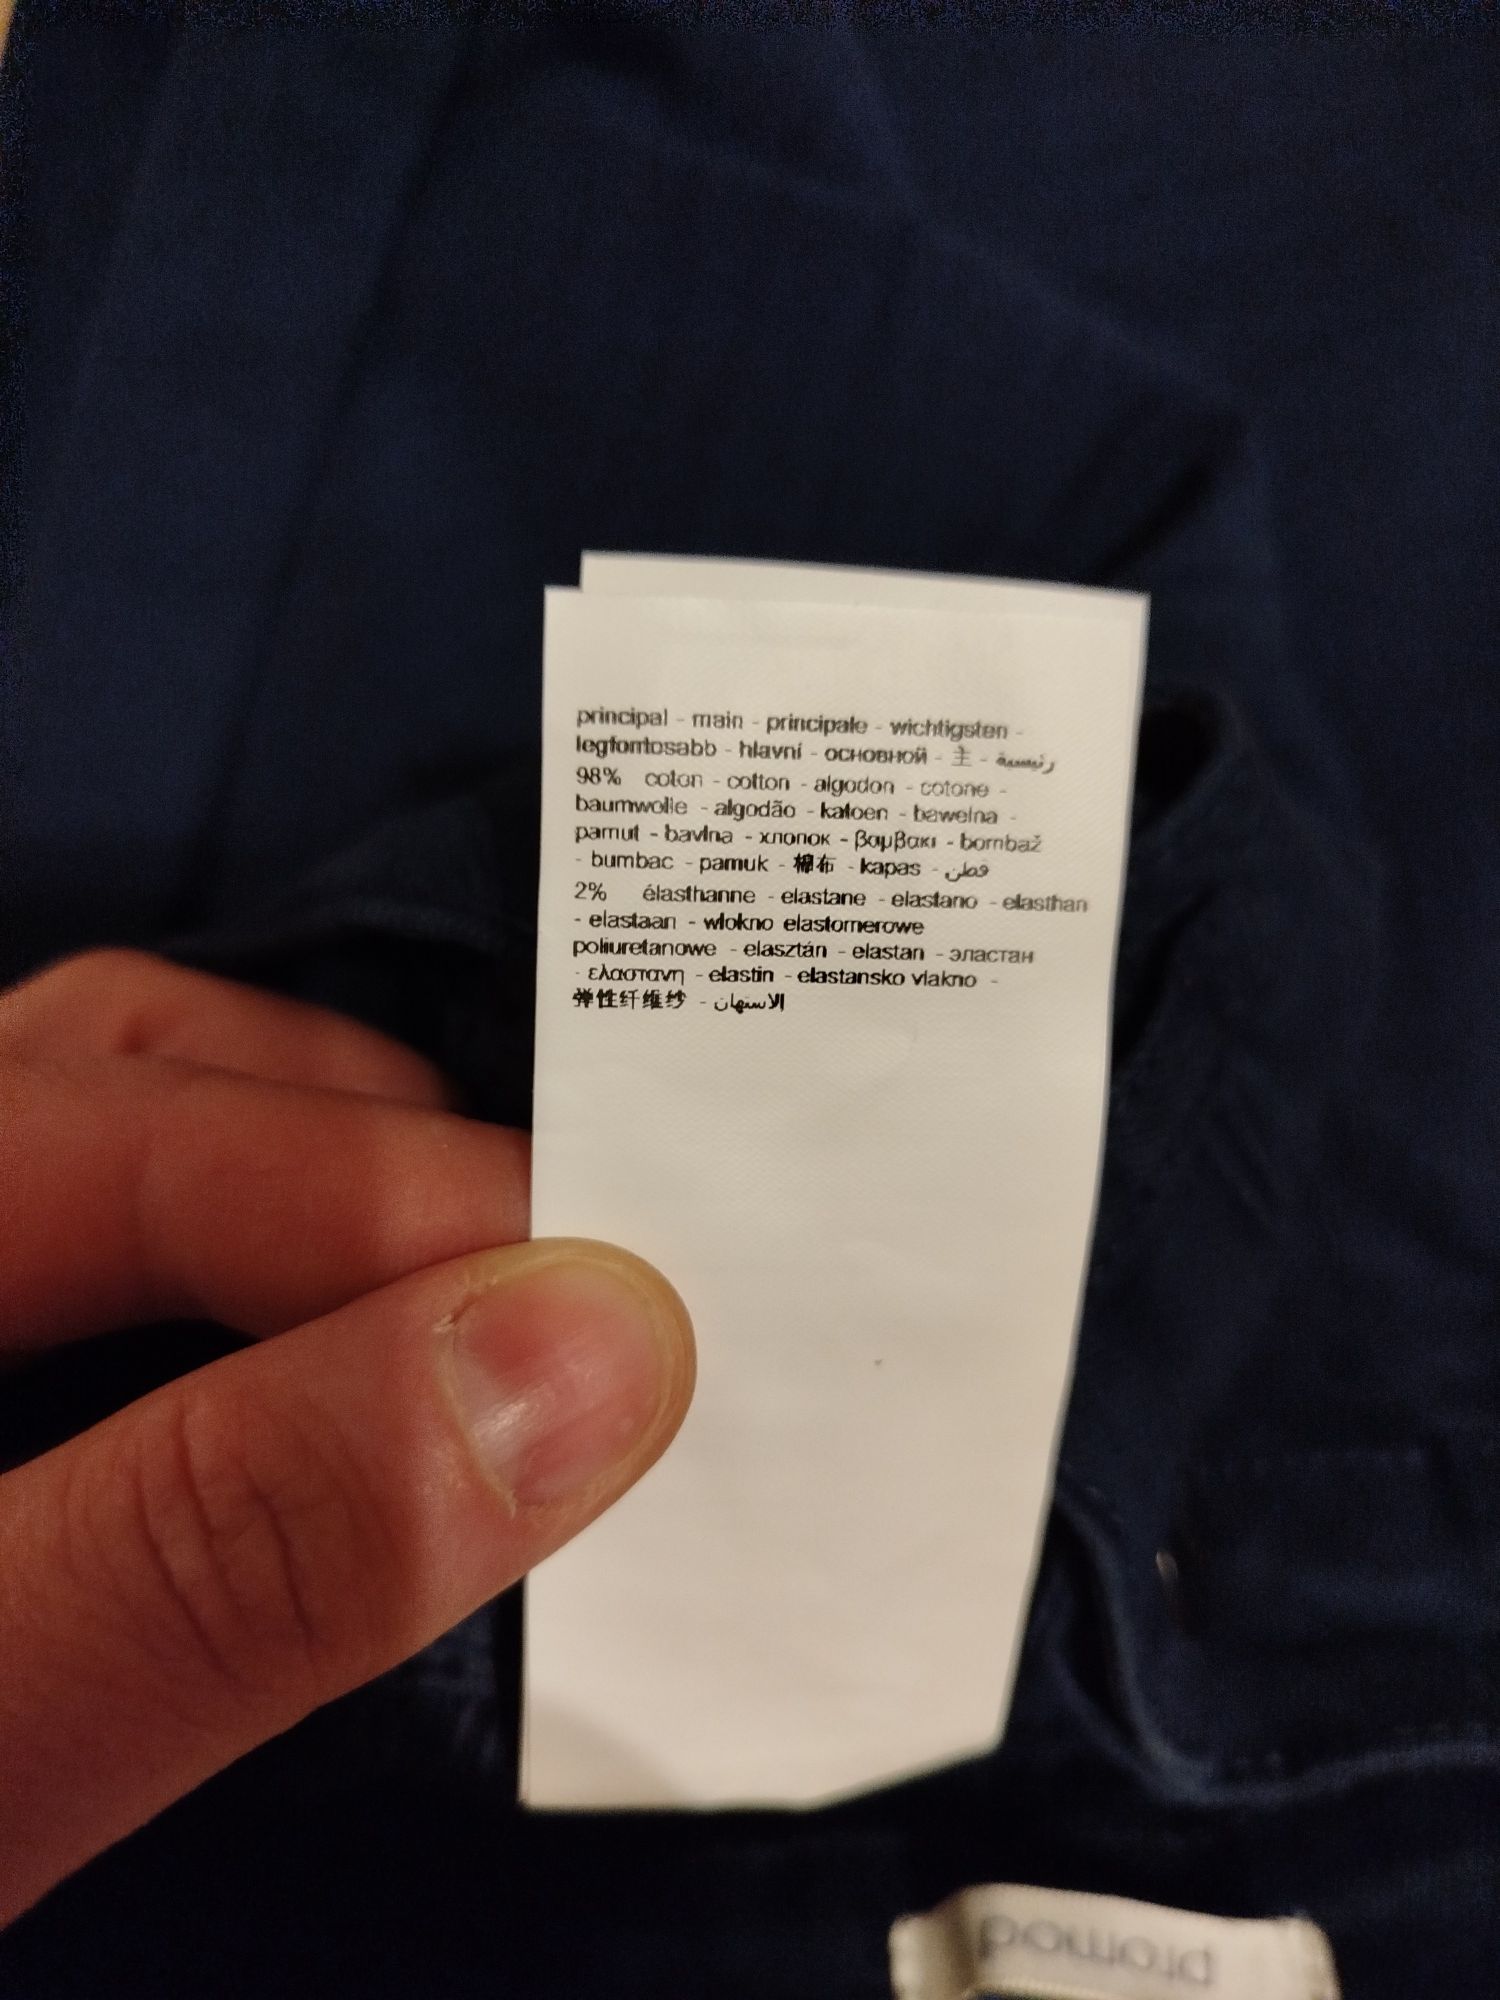 principal - main - principale - wichtigsten -
legfontosabb - hlavní - основной - 主 - رئيسية
98% coton - cotton - algodon - cotone -
baumwolle - algodão - katoen - bawelna -
pamut - bavlna - хлопок - βαμβακι - bombaž
- bumbac - pamuk - 棉布 - kapas - قطن
2% élasthanne - elastane - elastano - elasthan
- elastaan - wlokno elastomerowe
poliuretanowe - elasztán - elastan - эластан
- ελαστανη - elastin - elastansko vlakno -
弹性纤维纱 - الاستهان
promod